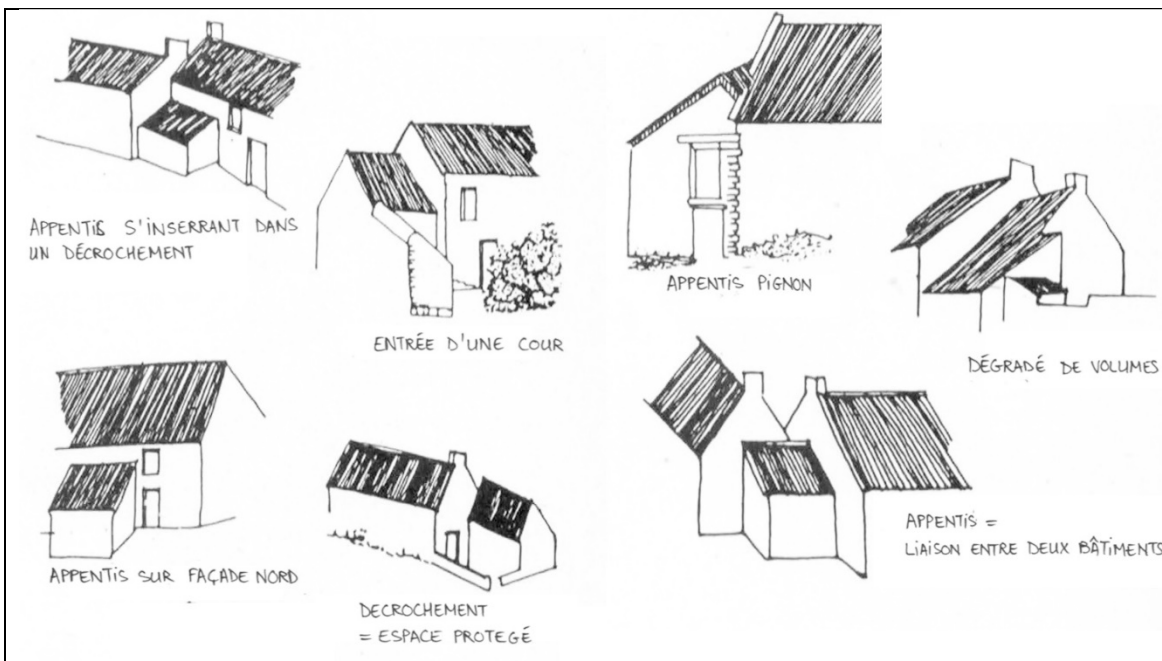 APPENTIS S'INSERRANT DANS
UN DÉCROCHEMENT
ENTRÉE D'UNE COUR
APPENTIS PIGNON
DÉGRADÉ DE VOLUMES
APPENTIS SUR FAÇADE NORD
DECROCHEMENT
= ESPACE PROTEGÉ
APPENTIS =
LIAISON ENTRE DEUX BÂTIMENTS